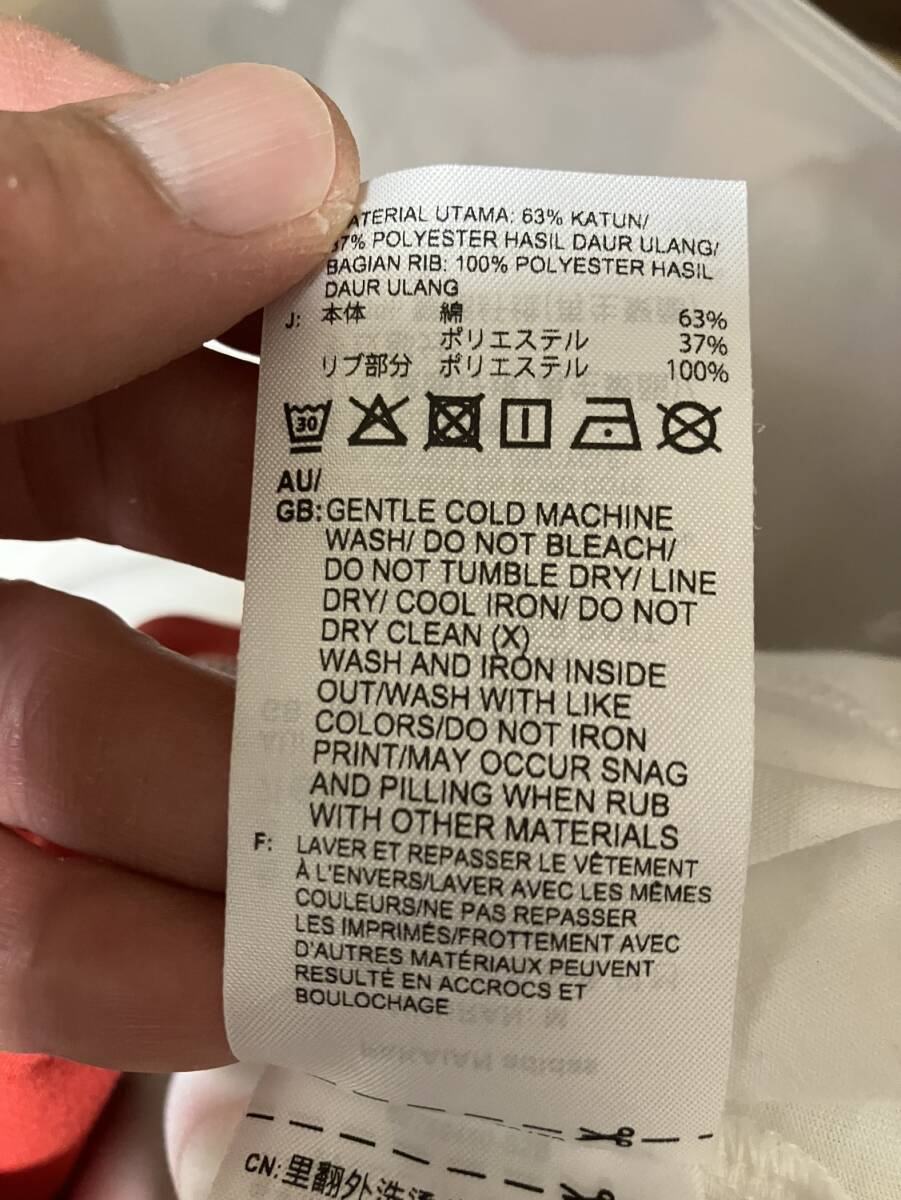 ATERIAL UTAMA: 63% KATUN/
37% POLYESTER HASIL DAUR ULANG/
BAGIAN RIB: 100% POLYESTER HASIL
DAUR ULANG
J: 本体 綿 63%
ポリエステル 37%
リブ部分 ポリエステル 100%
30
AU/
GB: GENTLE COLD MACHINE
WASH/ DO NOT BLEACH/
DO NOT TUMBLE DRY/ LINE
DRY/ COOL IRON/ DO NOT
DRY CLEAN (X)
WASH AND IRON INSIDE
OUT/WASH WITH LIKE
COLORS/DO NOT IRON
PRINT/MAY OCCUR SNAG
AND PILLING WHEN RUB
WITH OTHER MATERIALS
F: LAVER ET REPASSER LE VÊTEMENT
À L'ENVERS/LAVER AVEC LES MÊMES
COULEURS/NE PAS REPASSER
LES IMPRIMÉS/FROTTEMENT AVEC
D'AUTRES MATÉRIAUX PEUVENT
RESULTÉ EN ACCROCS ET
BOULOCHAGE
CN: 里翻外洗涤